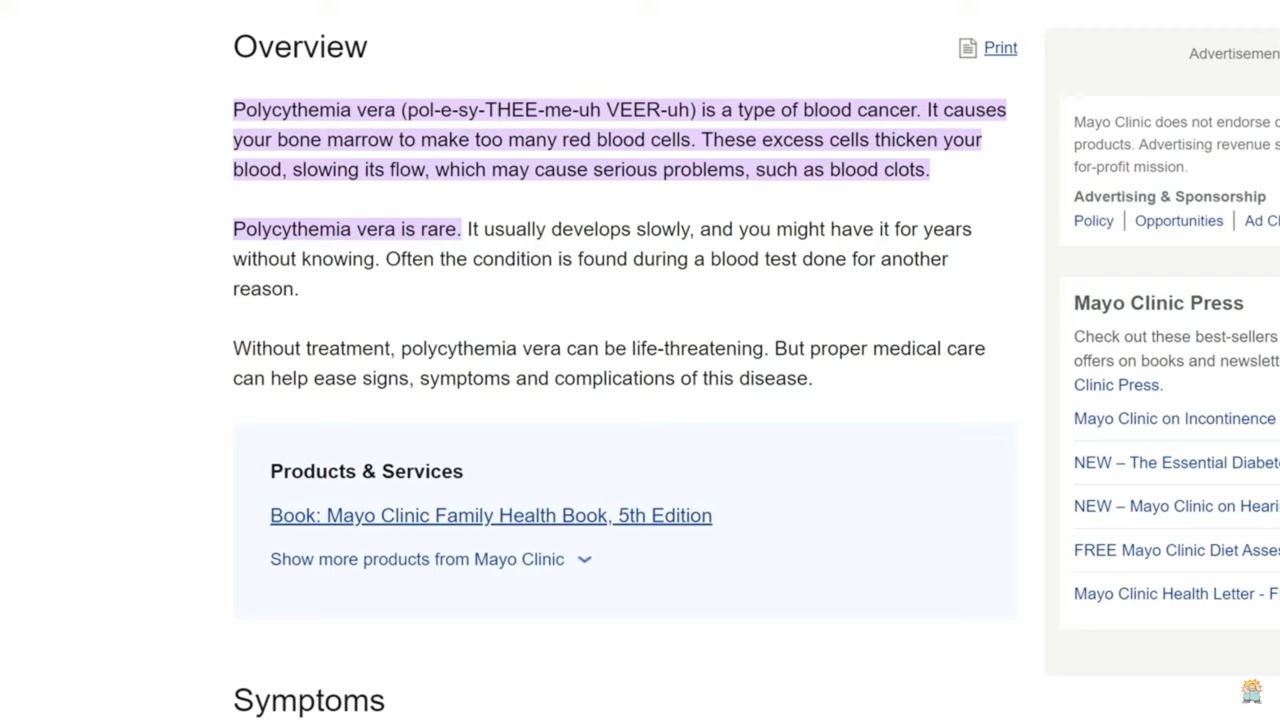 Overview
Print
Polycythemia vera (pol-e-sy-THEE-me-uh VEER-uh) is a type of blood cancer. It causes
your bone marrow to make too many red blood cells. These excess cells thicken your
blood, slowing its flow, which may cause serious problems, such as blood clots.
Polycythemia vera is rare. It usually develops slowly, and you might have it for years
without knowing. Often the condition is found during a blood test done for another
reason.
Without treatment, polycythemia vera can be life-threatening. But proper medical care
can help ease signs, symptoms and complications of this disease.
Products & Services
Book: Mayo Clinic Family Health Book, 5th Edition
Show more products from Mayo Clinic
Symptoms
Advertisemen
Mayo Clinic does not endorse
products. Advertising revenue s
for-profit mission.
Advertising & Sponsorship
Policy Opportunities Ad C
Mayo Clinic Press
Check out these best-sellers
offers on books and newslett
Clinic Press.
Mayo Clinic on Incontinence
NEW – The Essential Diabet
NEW – Mayo Clinic on Heari
FREE Mayo Clinic Diet Asses
Mayo Clinic Health Letter - F